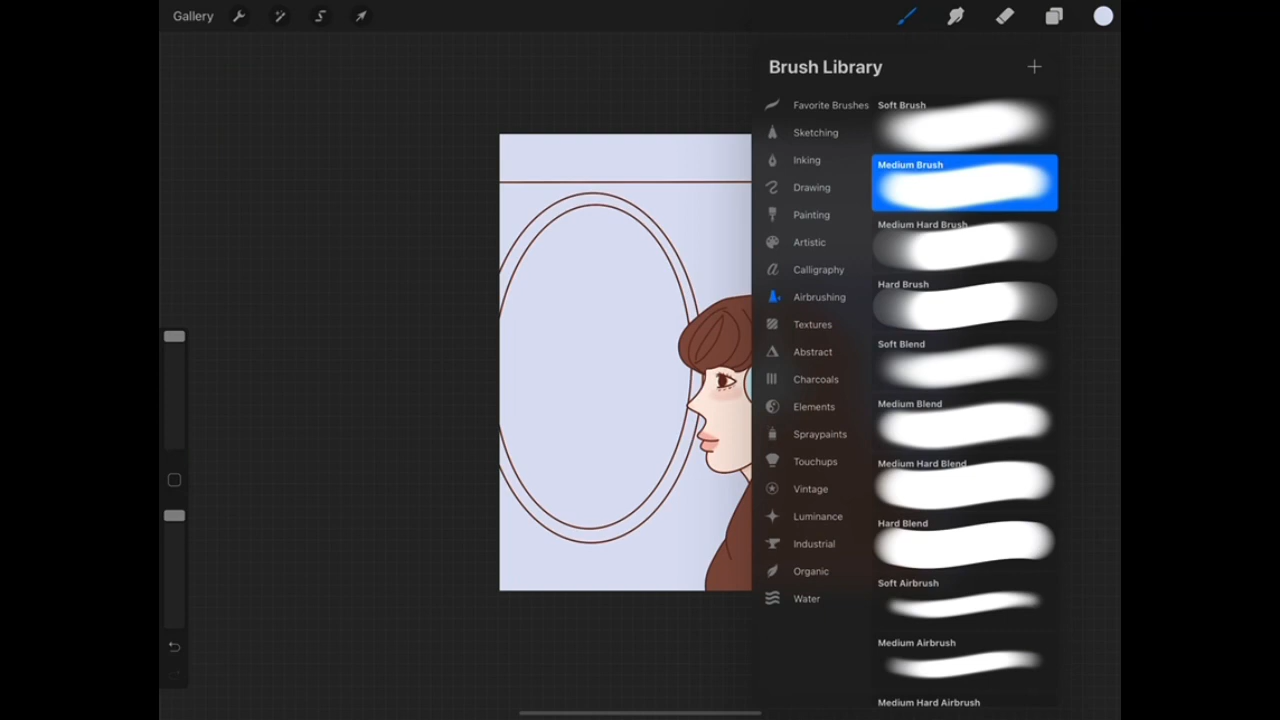 Gallery
Brush Library
Favorite Brushes
Sketching
Inking
Drawing
Painting
Artistic
Calligraphy
Airbrushing
Textures
Abstract
Charcoals
Elements
Spraypaints
Touchups
Vintage
Luminance
Industrial
Organic
Water
Soft Brush
Medium Brush
Medium Hard Brush
Hard Brush
Soft Blend
Medium Blend
Medium Hard Blend
Hard Blend
Soft Airbrush
Medium Airbrush
Medium Hard Airbrush